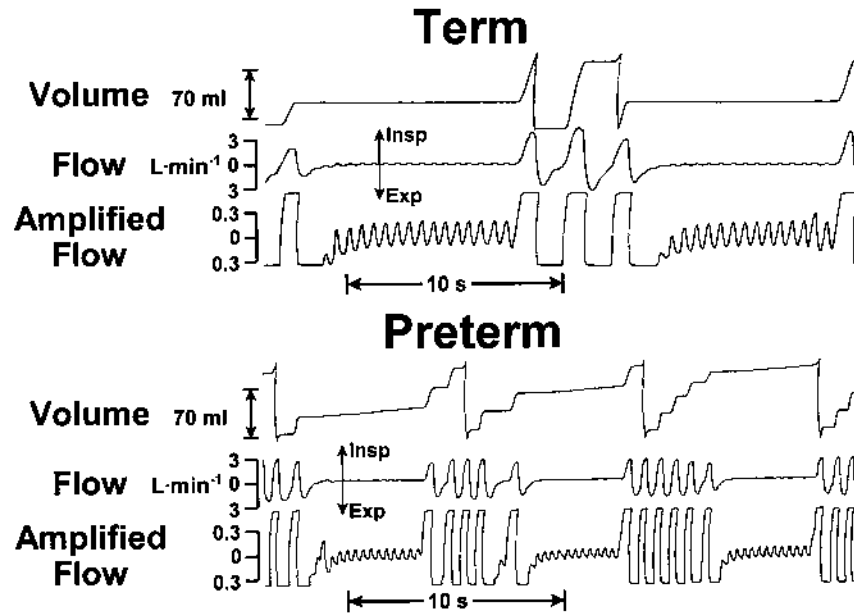 Term
Volume 70 ml
3
Insp
Flow L·min⁻¹ 0
3
Exp
Amplified
Flow
0.3
0
0.3
10 s
Preterm
Volume 70 ml
3
Insp
Flow L·min⁻¹ 0
3
Exp
Amplified
Flow
0.3
0
0.3
10 s